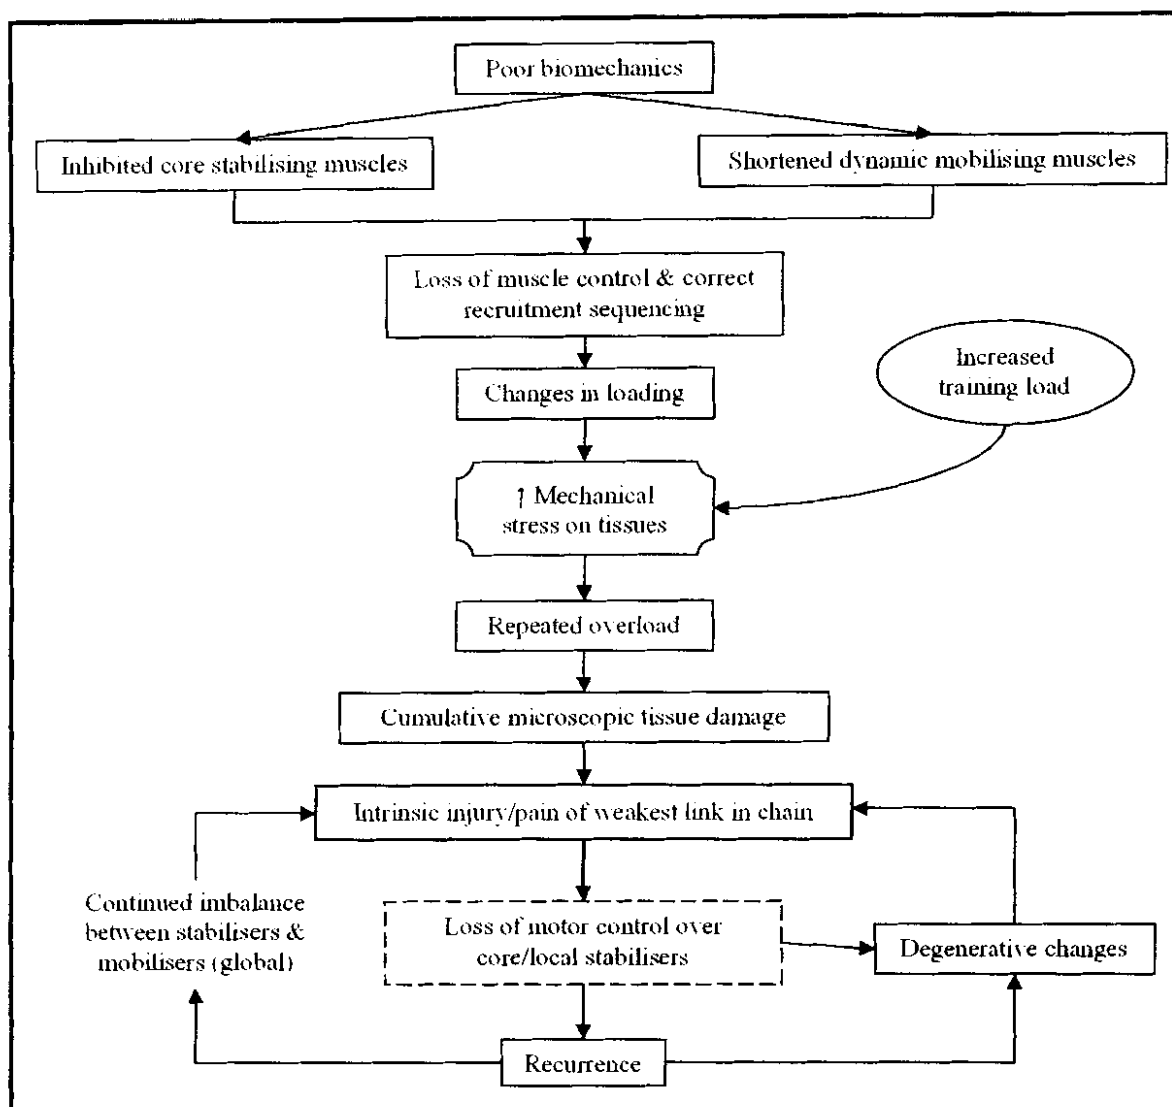 Poor biomechanics
Inhibited core stabilising muscles
Shortened dynamic mobilising muscles
Loss of muscle control & correct
recruitment sequencing
Increased
training load
Changes in loading
↑ Mechanical
stress on tissues
Repeated overload
Cumulative microscopic tissue damage
Intrinsic injury/pain of weakest link in chain
Continued imbalance
between stabilisers &
mobilisers (global)
Loss of motor control over
core/local stabilisers
Degenerative changes
Recurrence